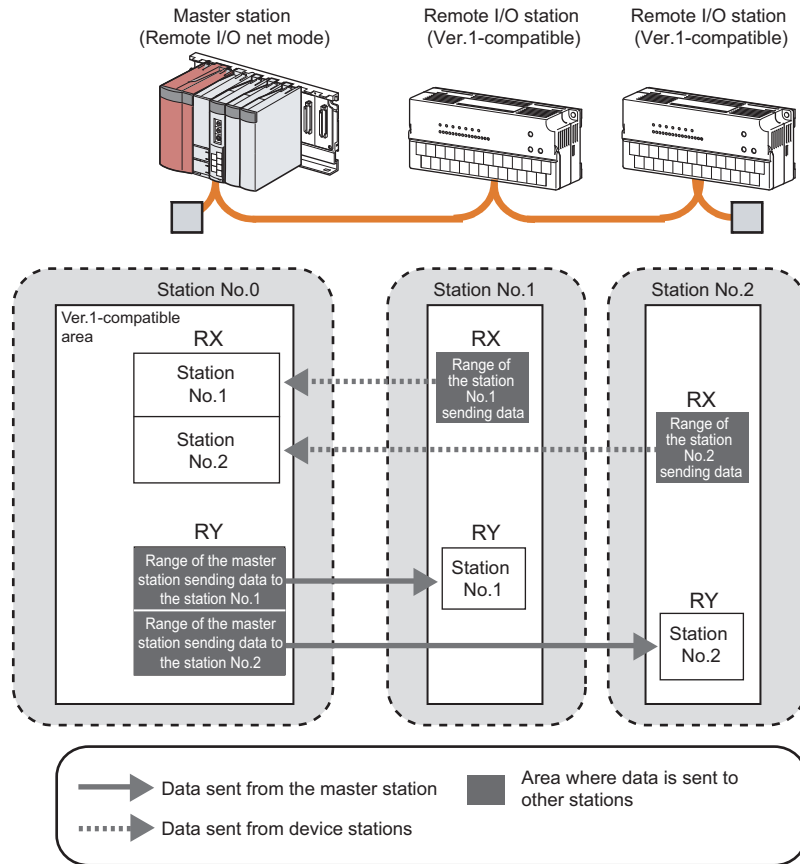 Master station
(Remote I/O net mode)
Remote I/O station
(Ver.1-compatible)
Remote I/O station
(Ver.1-compatible)
Station No.0
Ver.1-compatible
area
RX
Station
No.1
Station
No.2
RY
Range of the master
station sending data to
the station No.1
Range of the master
station sending data to
the station No.2
Station No.1
RX
Range of
the station
No.1
sending data
RY
Station
No.1
Station No.2
RX
Range of
the station
No.2
sending data
RY
Station
No.2
Data sent from the master station
Data sent from device stations
Area where data is sent to
other stations